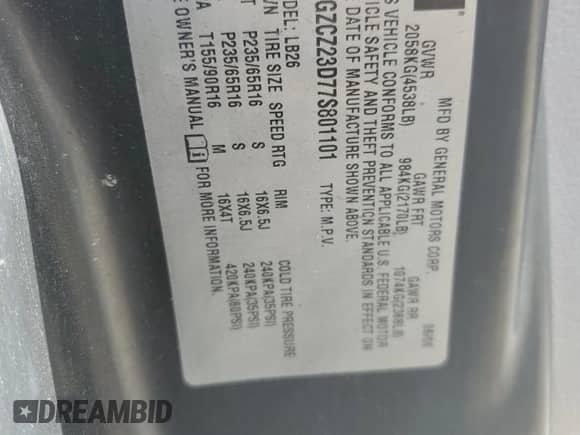 MFD BY GENERAL MOTORS CORP.
GVWR GAWR FRT GAWR RR
2058KG(4538LB) 984KG(2170LB) 1074KG(2368LB)
S VEHICLE CONFORMS TO ALL APPLICABLE U.S. FEDERAL MOTOR
ICLE SAFETY AND THEFT PREVENTION STANDARDS IN EFFECT ON
E DATE OF MANUFACTURE SHOWN ABOVE.
GZCZ23D77S801101 TYPE: M.P.V.
DEL: LB26
N TIRE SIZE SPEED RTG RIM COLD TIRE PRESSURE
T P235/65R16 S 16X6.5J 240KPA(35PSI)
P235/65R16 S 16X6.5J 240KPA(35PSI)
A T155/90R16 M 16X4T 420KPA(60PSI)
E OWNER'S MANUAL FOR MORE INFORMATION.
DREAMBID